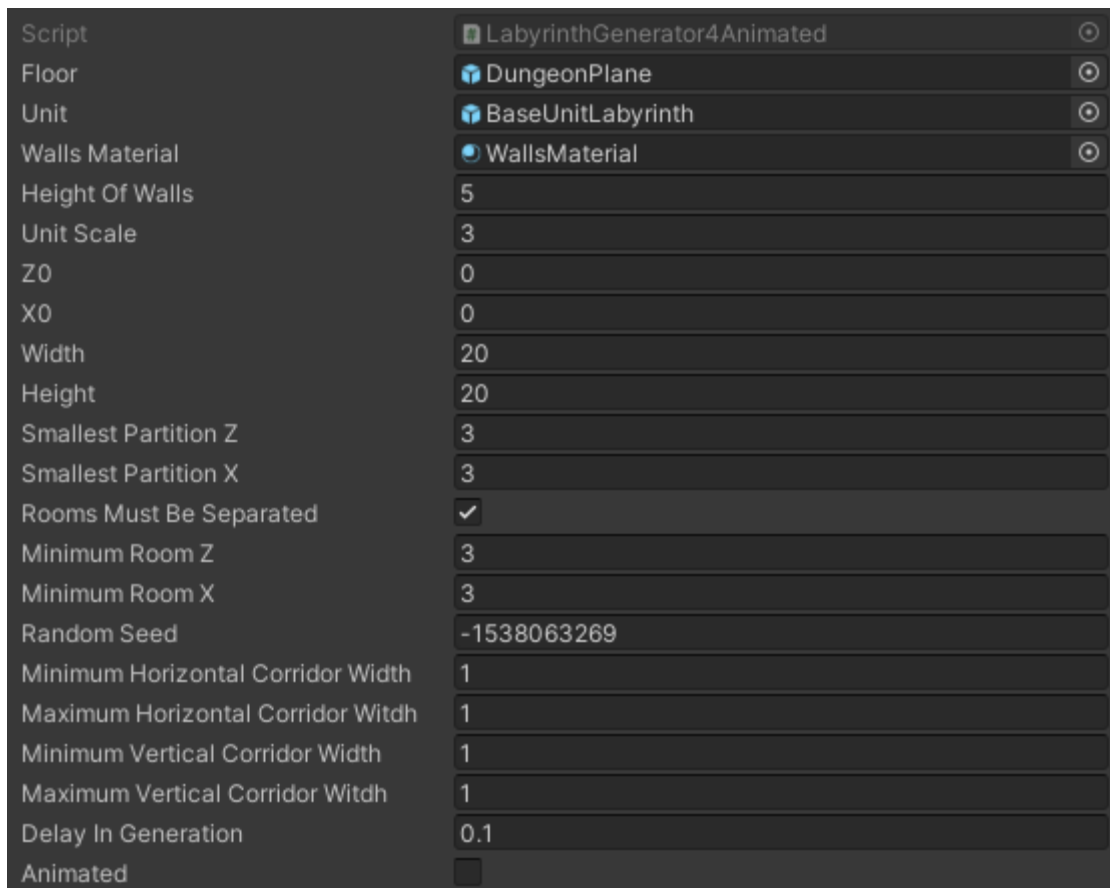 Script LabyrinthGenerator4Animated
Floor DungeonPlane
Unit BaseUnitLabyrinth
Walls Material WallsMaterial
Height Of Walls 5
Unit Scale 3
Z0 0
X0 0
Width 20
Height 20
Smallest Partition Z 3
Smallest Partition X 3
Rooms Must Be Separated
Minimum Room Z 3
Minimum Room X 3
Random Seed -1538063269
Minimum Horizontal Corridor Width 1
Maximum Horizontal Corridor Witdh 1
Minimum Vertical Corridor Width 1
Maximum Vertical Corridor Witdh 1
Delay In Generation 0.1
Animated